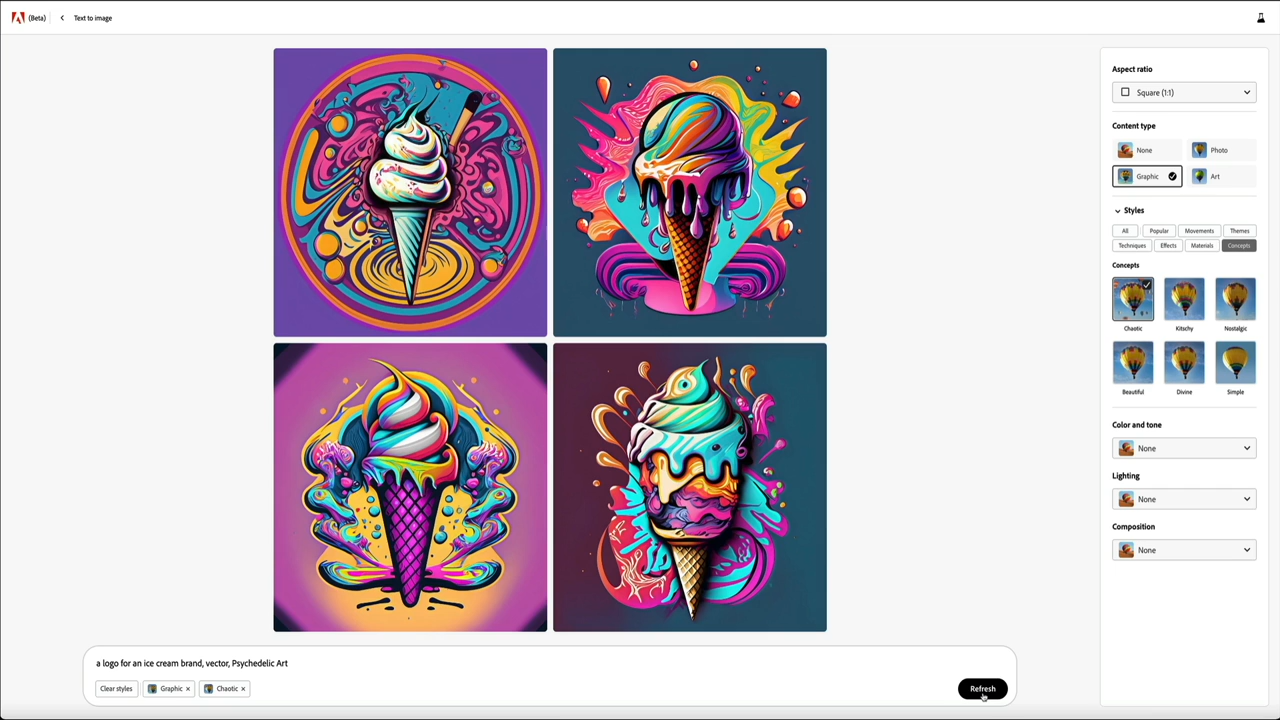 (Beta) Text to image
Aspect ratio
Square (1:1)
Content type
None Photo
Graphic Art
Styles
All Popular Movements Themes
Techniques Effects Materials Concepts
Concepts
Chaotic Kitschy Nostalgic
Beautiful Divine Simple
Color and tone
None
Lighting
None
Composition
None
a logo for an ice cream brand, vector, Psychedelic Art
Clear styles Graphic × Chaotic ×
Refresh